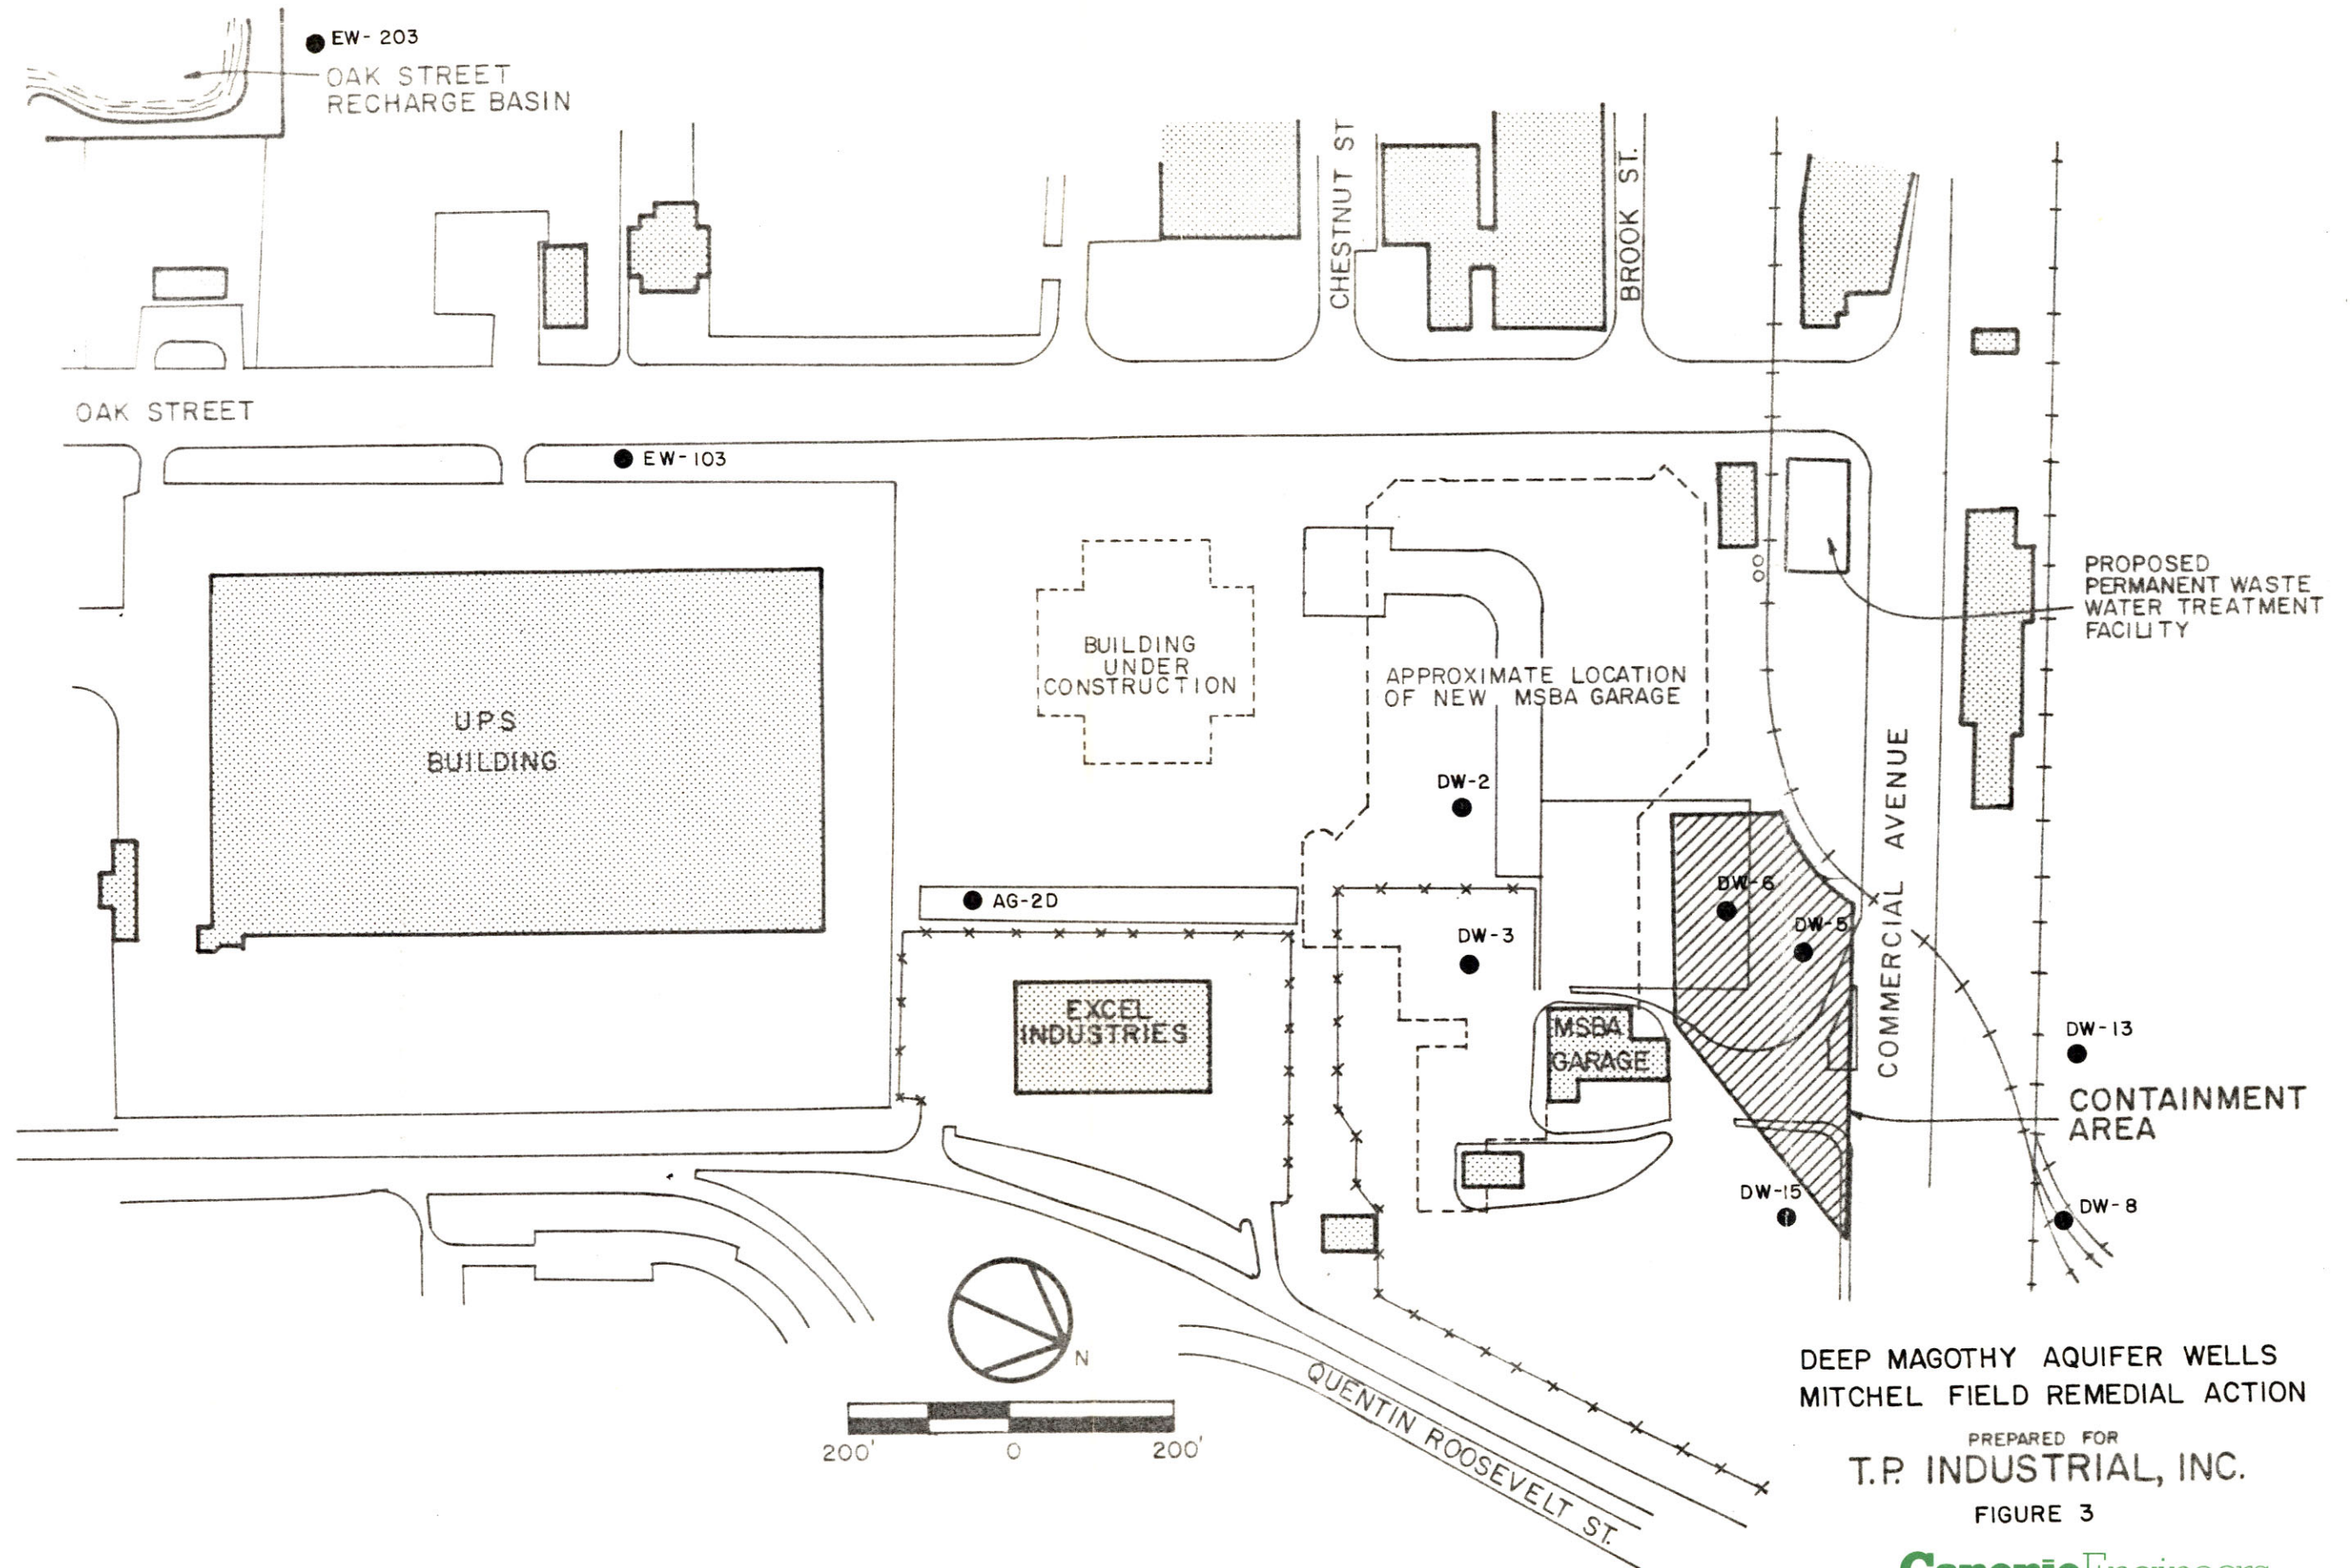 EW-203
OAK STREET
RECHARGE BASIN
CHESTNUT ST
BROOK ST.
OAK STREET
EW-103
PROPOSED
PERMANENT WASTE
WATER TREATMENT
FACILITY
BUILDING
UNDER
CONSTRUCTION
APPROXIMATE LOCATION
OF NEW MSBA GARAGE
UPS
BUILDING
DW-2
COMMERCIAL AVENUE
DW-6
AG-2D
DW-5
DW-3
EXCEL
INDUSTRIES
MSBA
GARAGE
DW-13
CONTAINMENT
AREA
DW-15
DW-8
N
200' 0 200'
QUENTIN ROOSEVELT ST.
DEEP MAGOTHY AQUIFER WELLS
MITCHEL FIELD REMEDIAL ACTION
PREPARED FOR
T.P. INDUSTRIAL, INC.
FIGURE 3